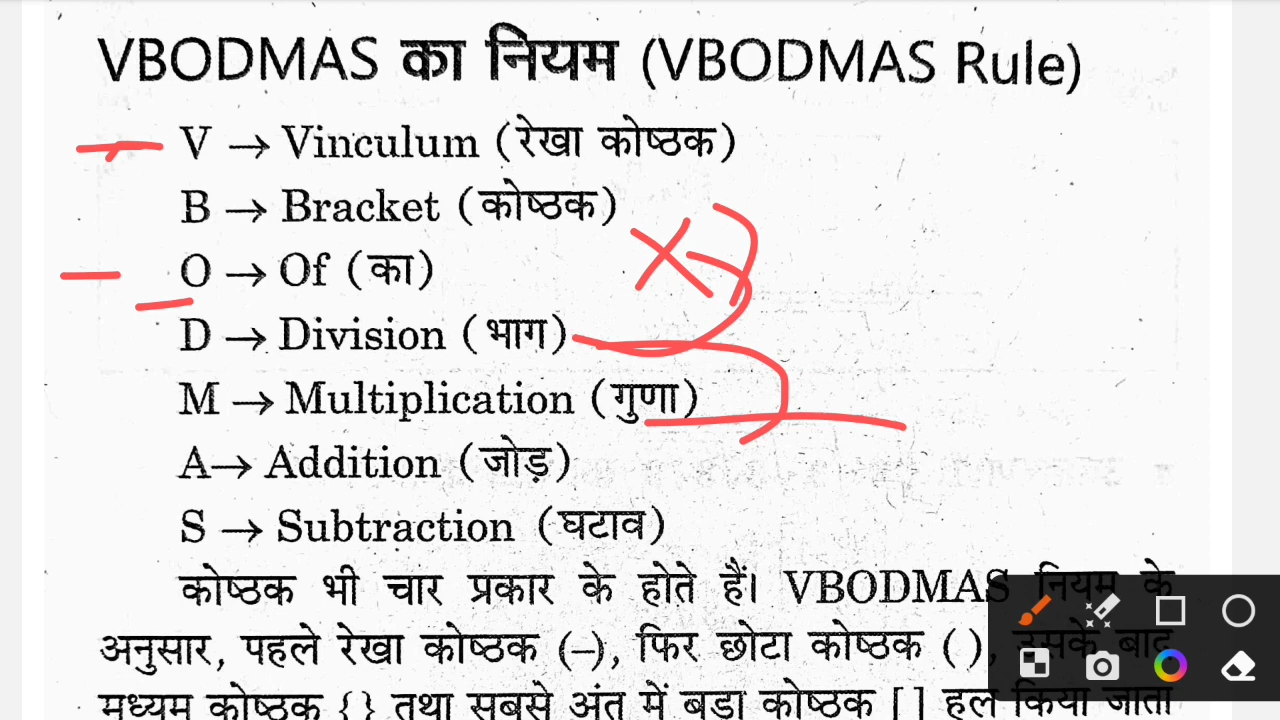 VBODMAS का नियम (VBODMAS Rule)
V → Vinculum (रेखा कोष्ठक)
B → Bracket (कोष्ठक)
O → Of (का)
D → Division (भाग)
M → Multiplication (गुणा)
A→ Addition (जोड़)
S → Subtraction (घटाव)
कोष्ठक भी चार प्रकार के होते हैं। VBODMAS नियम के
अनुसार, पहले रेखा कोष्ठक (–), फिर छोटा कोष्ठक ( ), उसके बाद
मध्यम कोष्ठक { } तथा सबसे अंत में बड़ा कोष्ठक [ ] हल किया जाता